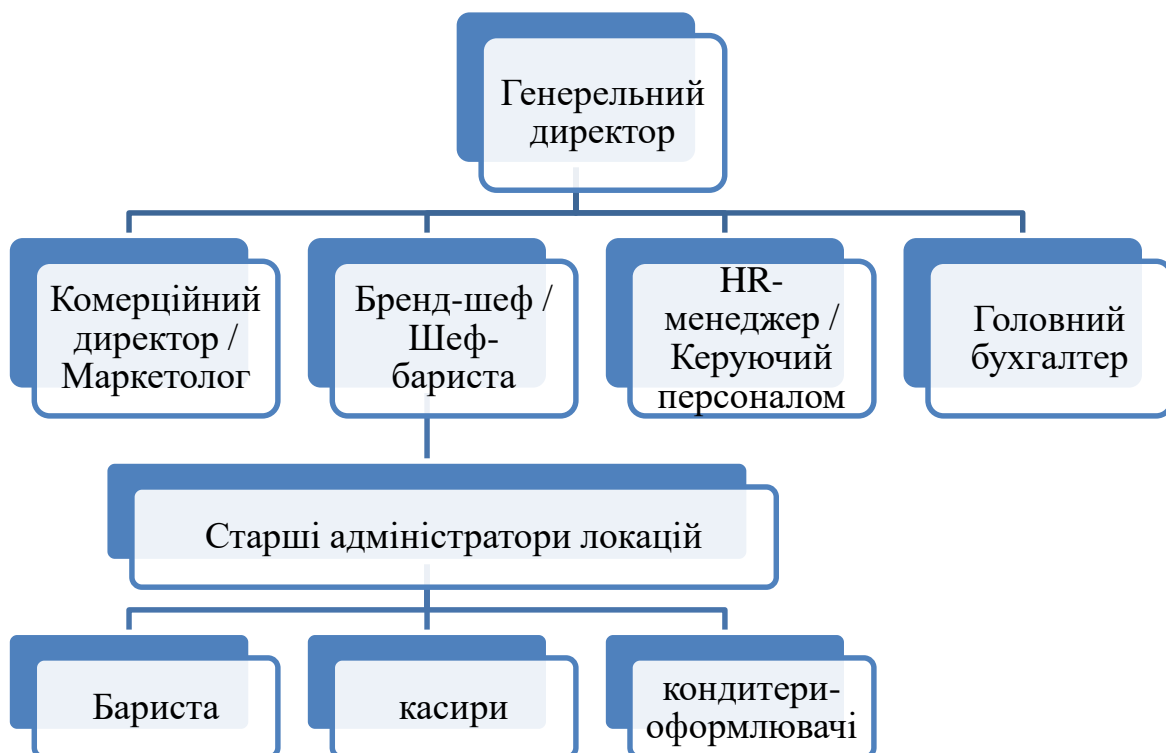 Генерельний
директор
Комерційний
директор /
Маркетолог
Бренд-шеф /
Шеф-
бариста
HR-
менеджер /
Керуючий
персоналом
Головний
бухгалтер
Старші адміністратори локацій
Бариста
касири
кондитери-
оформлювачі